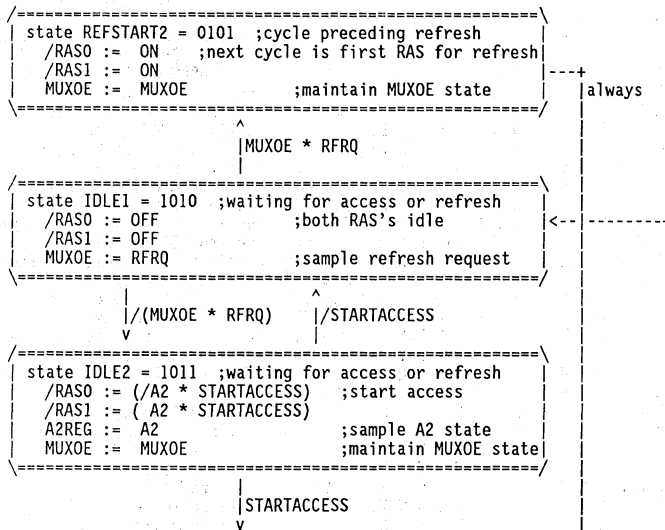 /=====================================================\
| state REFSTART2 = 0101 ;cycle preceding refresh |
| /RAS0 := ON ;next cycle is first RAS for refresh|
| /RAS1 := ON |---+
| MUXOE := MUXOE ;maintain MUXOE state | |always
\=====================================================/ |
^ |
|MUXOE * RFRQ |
| |
/=====================================================\ |
| state IDLE1 = 1010 ;waiting for access or refresh | |
| /RAS0 := OFF ;both RAS's idle |<--|---------
| /RAS1 := OFF | |
| MUXOE := RFRQ ;sample refresh request | |
\=====================================================/ |
| ^ |
|/(MUXOE * RFRQ) |/STARTACCESS |
V | |
/=====================================================\ |
| state IDLE2 = 1011 ;waiting for access or refresh | |
| /RAS0 := (/A2 * STARTACCESS) ;start access | |
| /RAS1 := ( A2 * STARTACCESS) | |
| A2REG := A2 ;sample A2 state | |
| MUXOE := MUXOE ;maintain MUXOE state| |
\=====================================================/ |
| |
|STARTACCESS |
V |